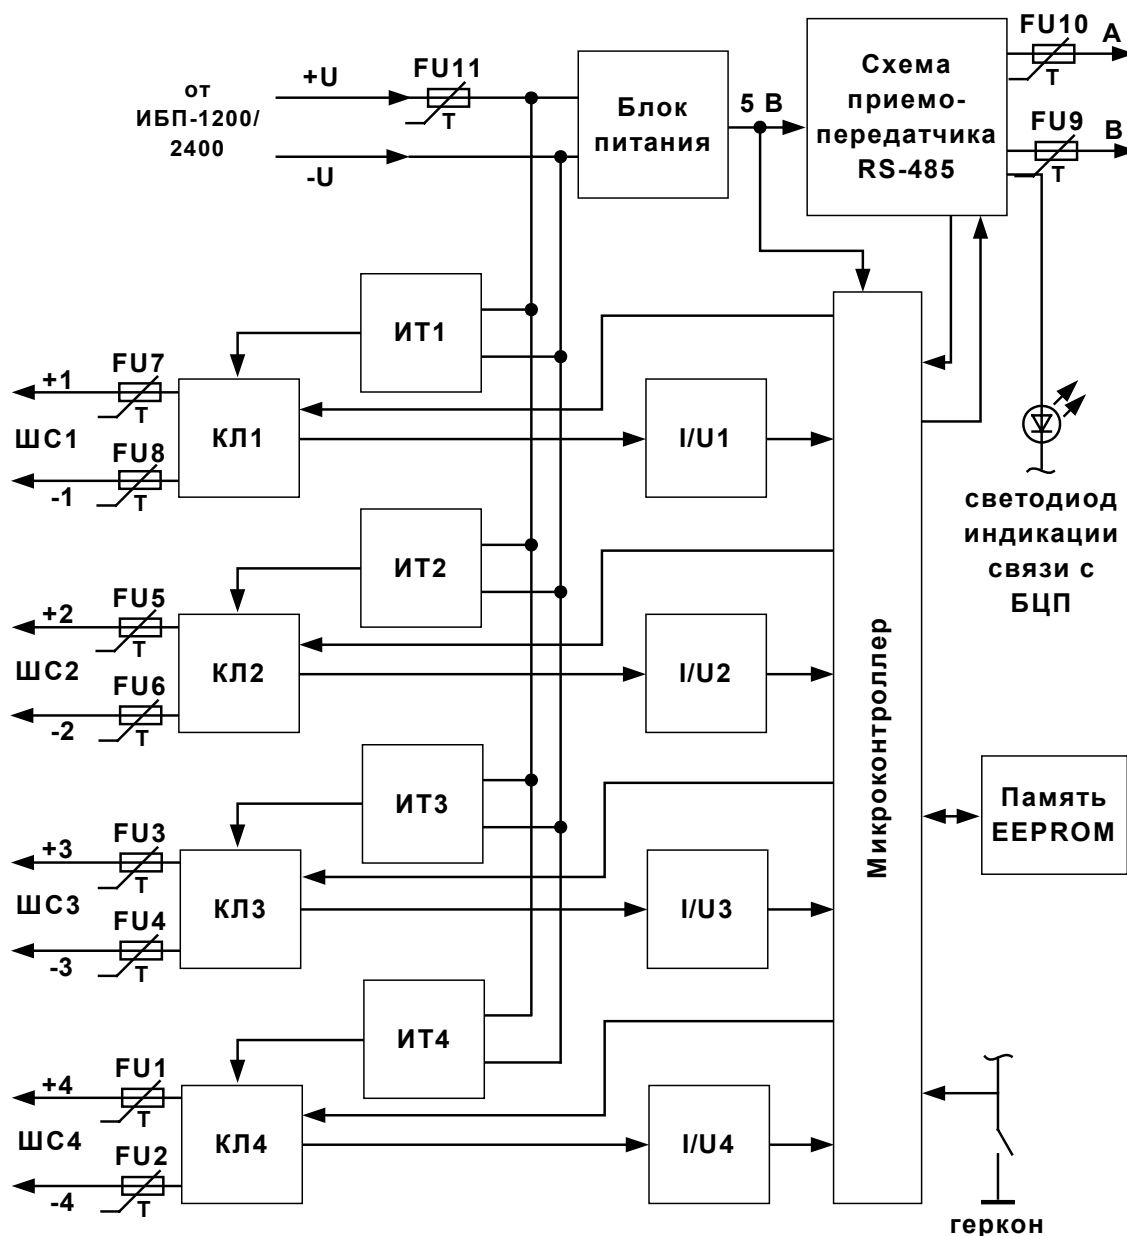 от
ИБП-1200/
2400
+U
-U
FU11
T
Блок
питания
5 В
Схема
приемо-
передатчика
RS-485
FU10
A
T
FU9
B
T
ИТ1
FU7
+1
T
ШС1
FU8
-1
T
КЛ1
I/U1
светодиод
индикации
связи с
БЦП
ИТ2
FU5
+2
T
ШС2
FU6
-2
T
КЛ2
I/U2
Микроконтроллер
ИТ3
FU3
+3
T
ШС3
FU4
-3
T
КЛ3
I/U3
Память
EEPROM
ИТ4
FU1
+4
T
ШС4
FU2
-4
T
КЛ4
I/U4
геркон